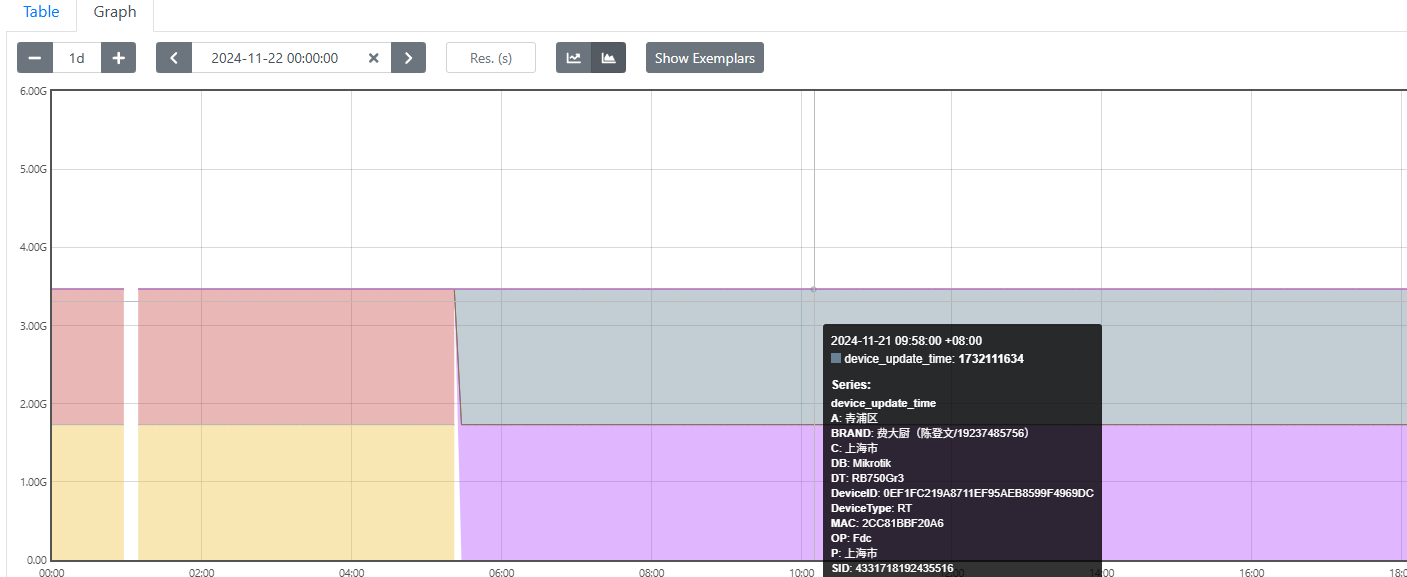 Table Graph
1d 2024-11-22 00:00:00 Res. (s) Show Exemplars
6.00G
5.00G
4.00G
3.00G
2.00G
1.00G
0.00
2024-11-21 09:58:00 +08:00
device_update_time: 1732111634
Series:
device_update_time
A: 青浦区
BRAND: 费大厨（陈登文/19237485756）
C: 上海市
DB: Mikrotik
DT: RB750Gr3
DeviceID: 0EF1FC219A8711EF95AEB8599F4969DC
DeviceType: RT
MAC: 2CC81BBF20A6
OP: Fdc
P: 上海市
SID: 4331718192435516
00:00 02:00 04:00 06:00 08:00 10:00 14:00 16:00